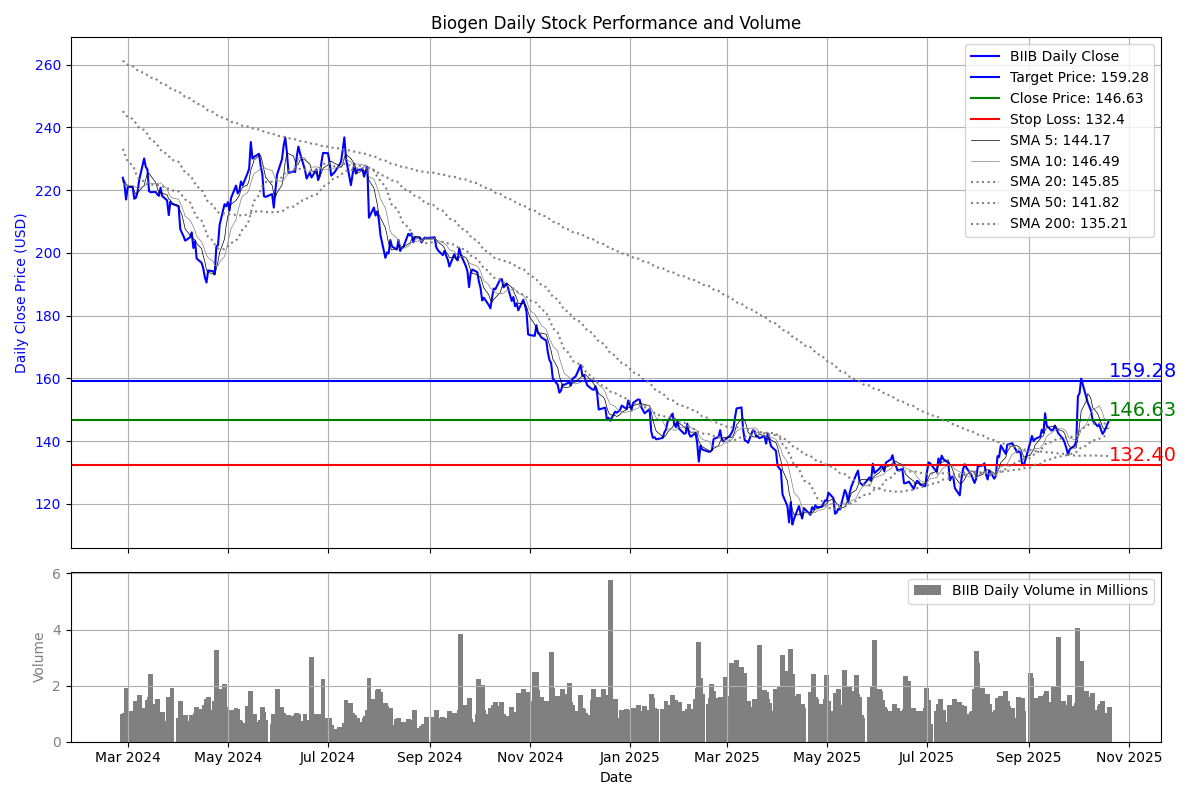 Biogen Daily Stock Performance and Volume
Daily Close Price (USD)
260
240
220
200
180
160
140
120
BIIB Daily Close
Target Price: 159.28
Close Price: 146.63
Stop Loss: 132.4
SMA 5: 144.17
SMA 10: 146.49
SMA 20: 145.85
SMA 50: 141.82
SMA 200: 135.21
159.28
146.63
132.40
Volume
6
4
2
0
BIIB Daily Volume in Millions
Mar 2024 May 2024 Jul 2024 Sep 2024 Nov 2024 Jan 2025 Mar 2025 May 2025 Jul 2025 Sep 2025 Nov 2025
Date